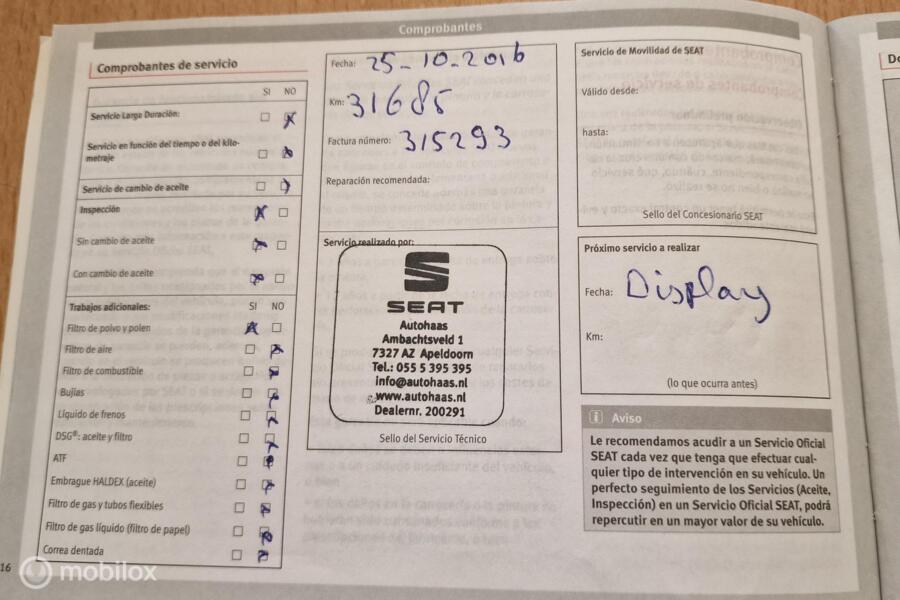 Comprobantes
Comprobantes de servicio
SI NO
Servicio Larga Duración:
Servicio en función del tiempo o del kilo-
metraje
Servicio de cambio de aceite
Inspección
Sin cambio de aceite
Con cambio de aceite
Trabajos adicionales: SI NO
Filtro de polvo y polen
Filtro de aire
Filtro de combustible
Bujías
Líquido de frenos
DSG®: aceite y filtro
ATF
Embrague HALDEX (aceite)
Filtro de gas y tubos flexibles
Filtro de gas líquido (filtro de papel)
Correa dentada
16
mobilox
Fecha: 25-10-2016
Km: 31685
Factura número: 315293
Reparación recomendada:
Servicio realizado por:
SEAT
Autohaas
Ambachtsveld 1
7327 AZ Apeldoorn
Tel.: 055 5 395 395
info@autohaas.nl
www.autohaas.nl
Dealernr. 200291
Sello del Servicio Técnico
Servicio de Movilidad de SEAT
Válido desde:
hasta:
Sello del Concesionario SEAT
Próximo servicio a realizar
Fecha: Display
Km:
(lo que ocurra antes)
i Aviso
Le recomendamos acudir a un Servicio Oficial
SEAT cada vez que tenga que efectuar cual-
quier tipo de intervención en su vehículo. Un
perfecto seguimiento de los Servicios (Aceite,
Inspección) en un Servicio Oficial SEAT, podrá
repercutir en un mayor valor de su vehículo.